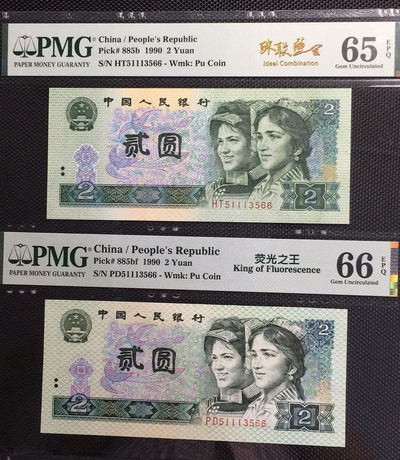 PMG
PAPER MONEY GUARANTY
China / People's Republic
Pick# 885b 1990 2 Yuan
S/N HT51113566 - Wmk: Pu Coin
Ideal Combination
65 EPQ
Gem Uncirculated
中国人民银行
2
贰圆
HT51113566
2
2
PMG
PAPER MONEY GUARANTY
China / People's Republic
Pick# 885bf 1990 2 Yuan
S/N PD51113566 - Wmk: Pu Coin
荧光之王
King of Fluorescence
66 EPQ
Gem Uncirculated
中国人民银行
2
贰圆
PD51113566
2
2